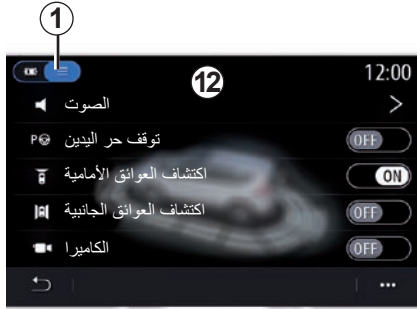 1
12
12:00
الصوت
توقف حر اليدين P OFF
اكتشاف العوائق الأمامية ON
اكتشاف العوائق الجانبية OFF
الكاميرا OFF